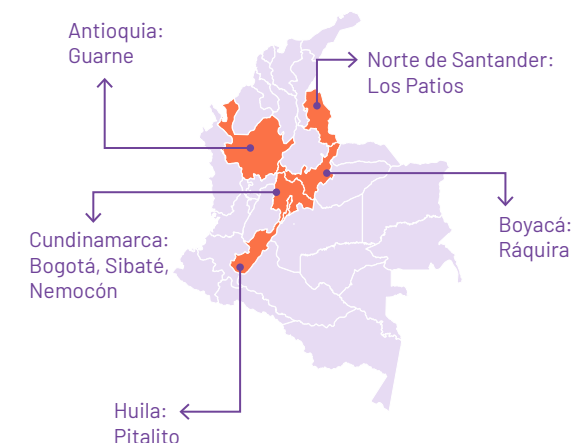 Antioquia:
Guarne
Norte de Santander:
Los Patios
Cundinamarca:
Bogotá, Sibaté,
Nemocón
Boyacá:
Ráquira
Huila:
Pitalito